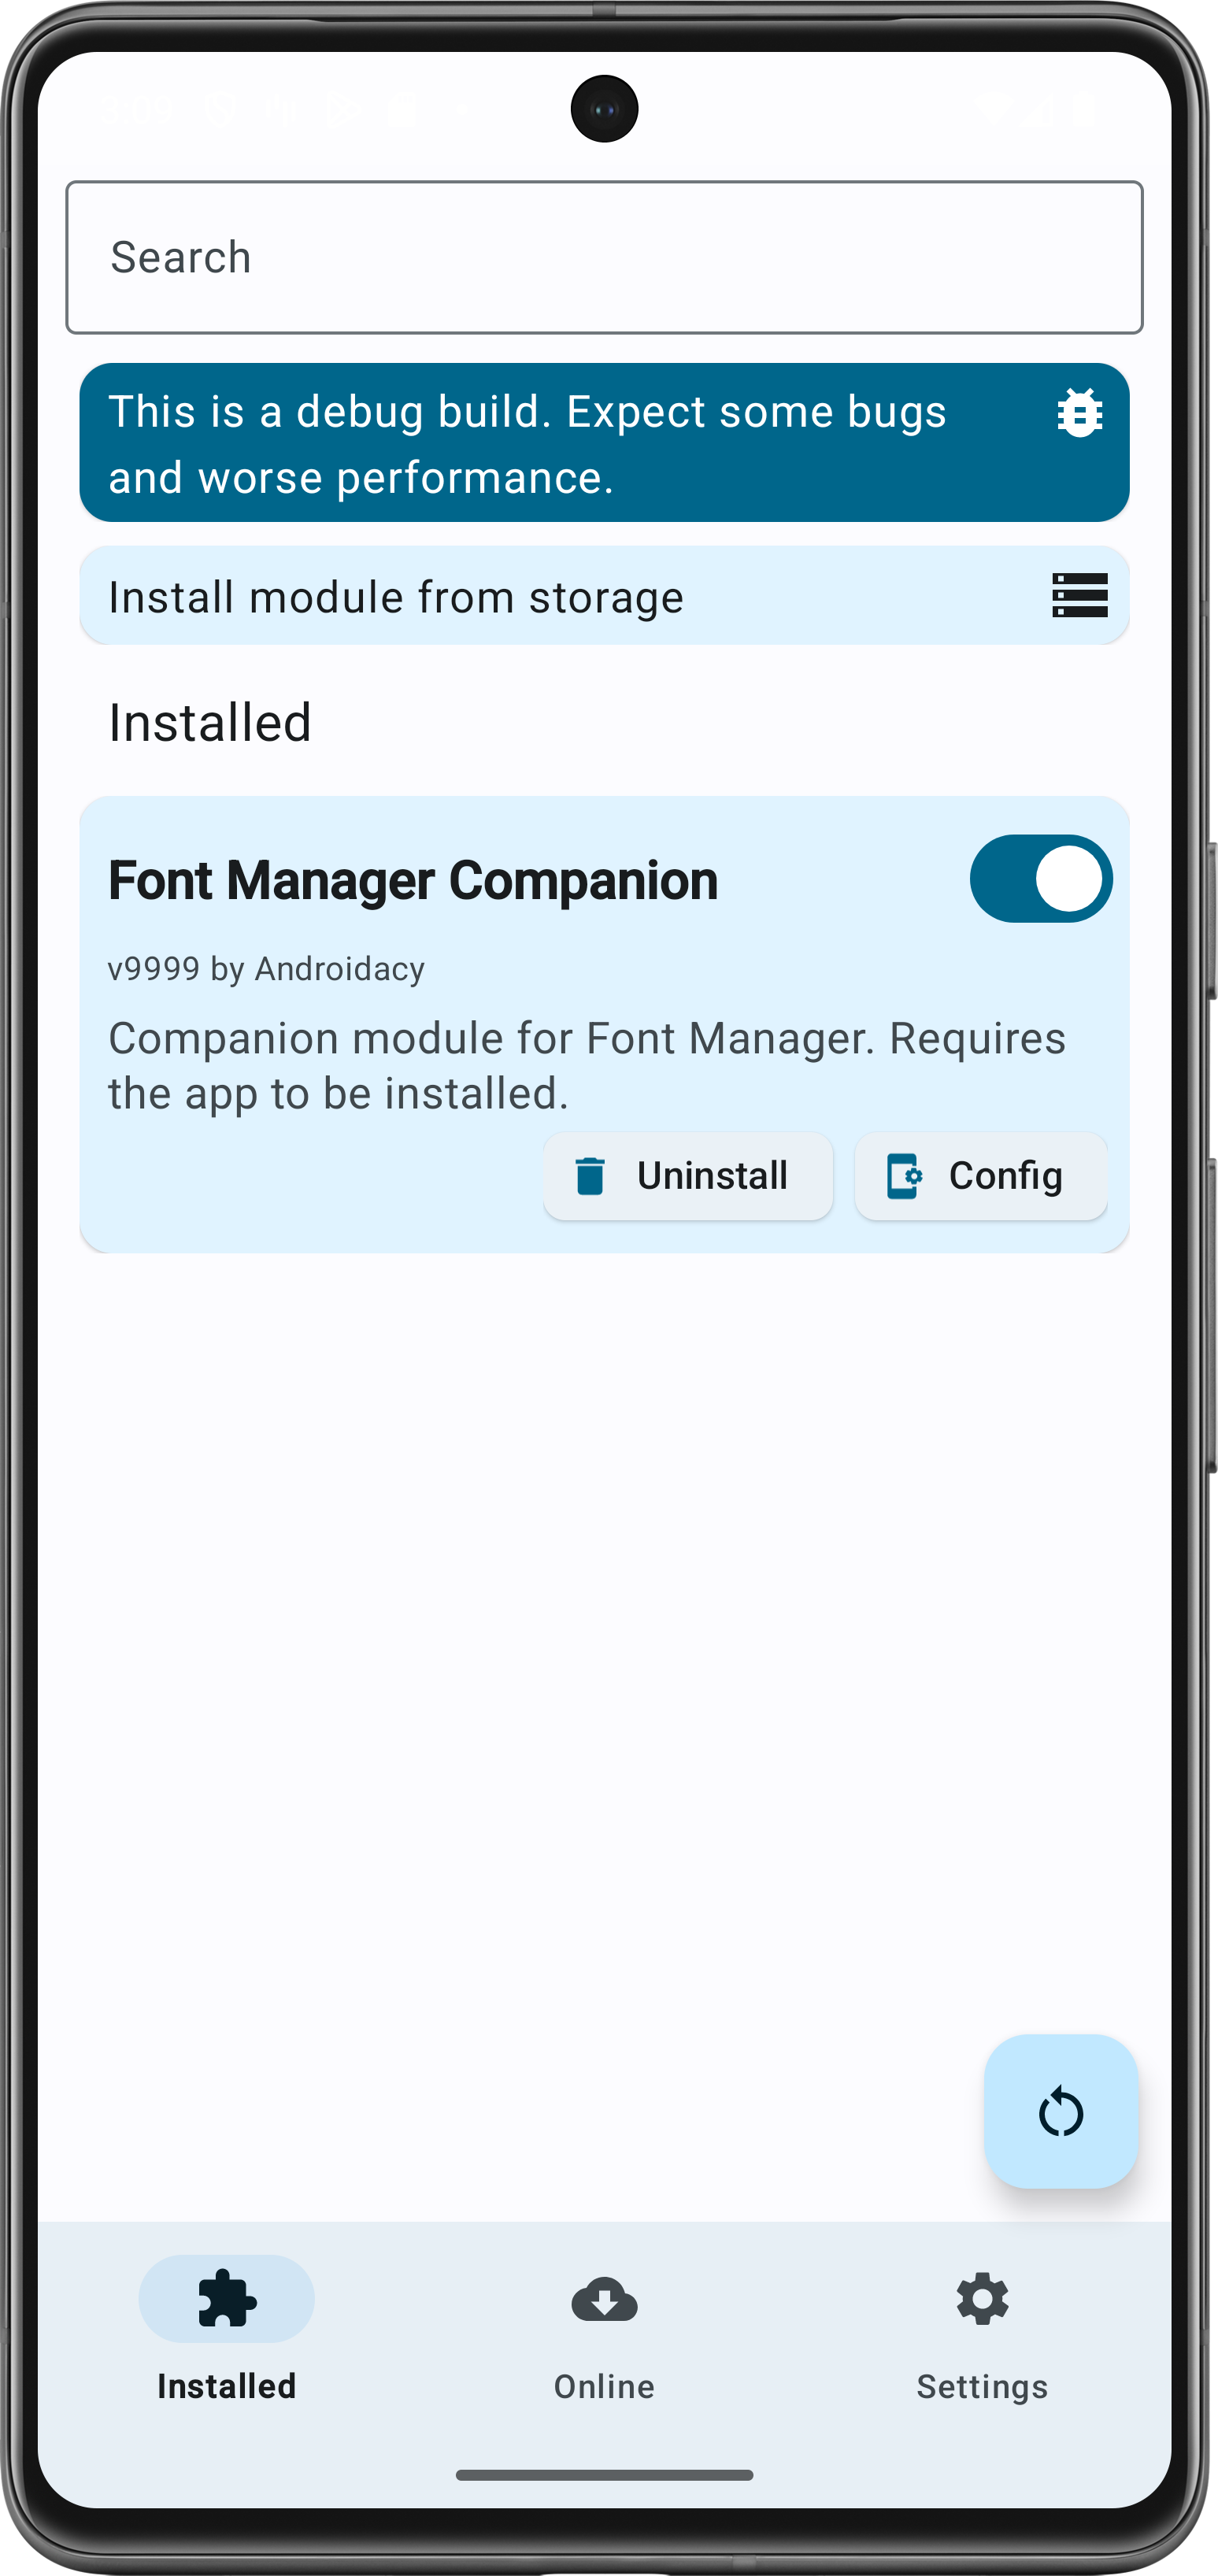 Search
This is a debug build. Expect some bugs
and worse performance.
Install module from storage
Installed
Font Manager Companion
v9999 by Androidacy
Companion module for Font Manager. Requires
the app to be installed.
Uninstall
Config
Installed
Online
Settings